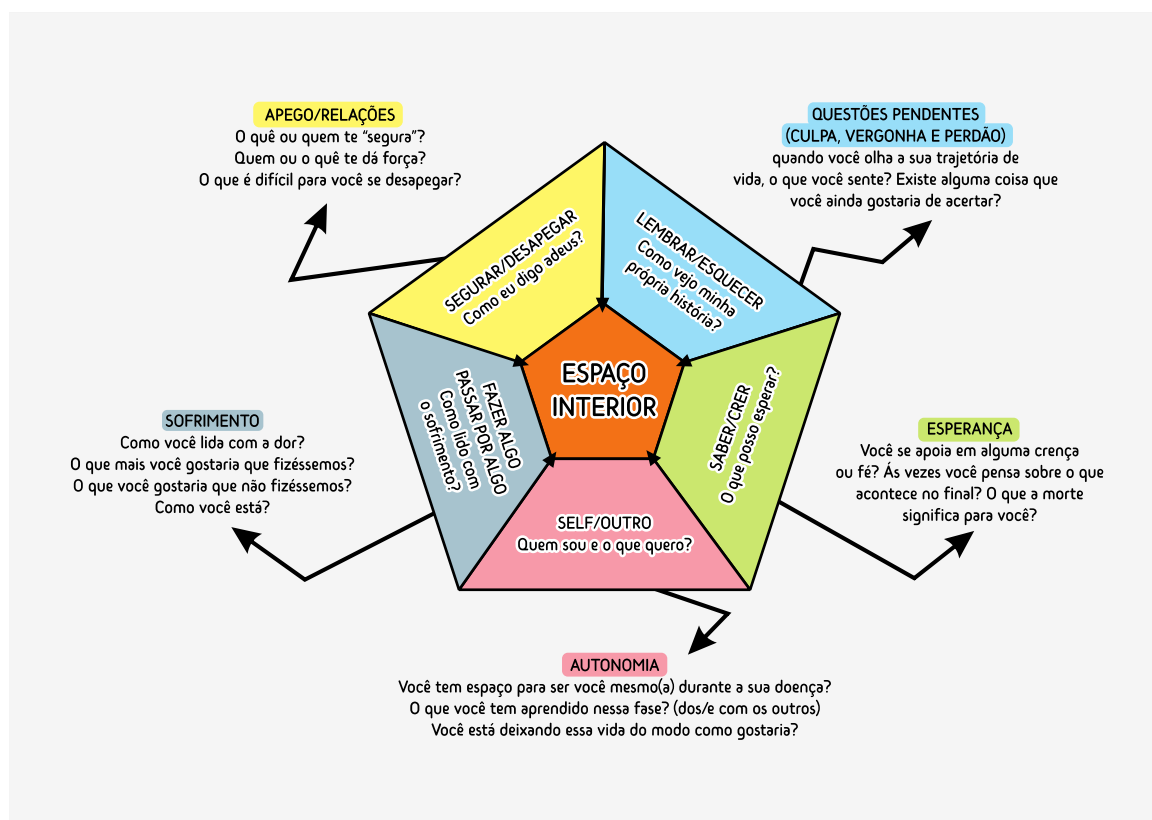 APEGO/RELAÇÕES
O quê ou quem te “segura”?
Quem ou o quê te dá força?
O que é difícil para você se desapegar?
QUESTÕES PENDENTES
(CULPA, VERGONHA E PERDÃO)
quando você olha a sua trajetória de
vida, o que você sente? Existe alguma coisa que
você ainda gostaria de acertar?
SEGURAR/DESAPEGAR
Como eu digo adeus?
LEMBRAR/ESQUECER
Como vejo minha
própria história?
ESPAÇO
INTERIOR
FAZER ALGO
PASSAR POR ALGO
Como lido com
o sofrimento?
SABER/CRER
O que posso esperar?
SELF/OUTRO
Quem sou e o que quero?
SOFRIMENTO
Como você lida com a dor?
O que mais você gostaria que fizéssemos?
O que você gostaria que não fizéssemos?
Como você está?
ESPERANÇA
Você se apoia em alguma crença
ou fé? Ás vezes você pensa sobre o que
acontece no final? O que a morte
significa para você?
AUTONOMIA
Você tem espaço para ser você mesmo(a) durante a sua doença?
O que você tem aprendido nessa fase? (dos/e com os outros)
Você está deixando essa vida do modo como gostaria?